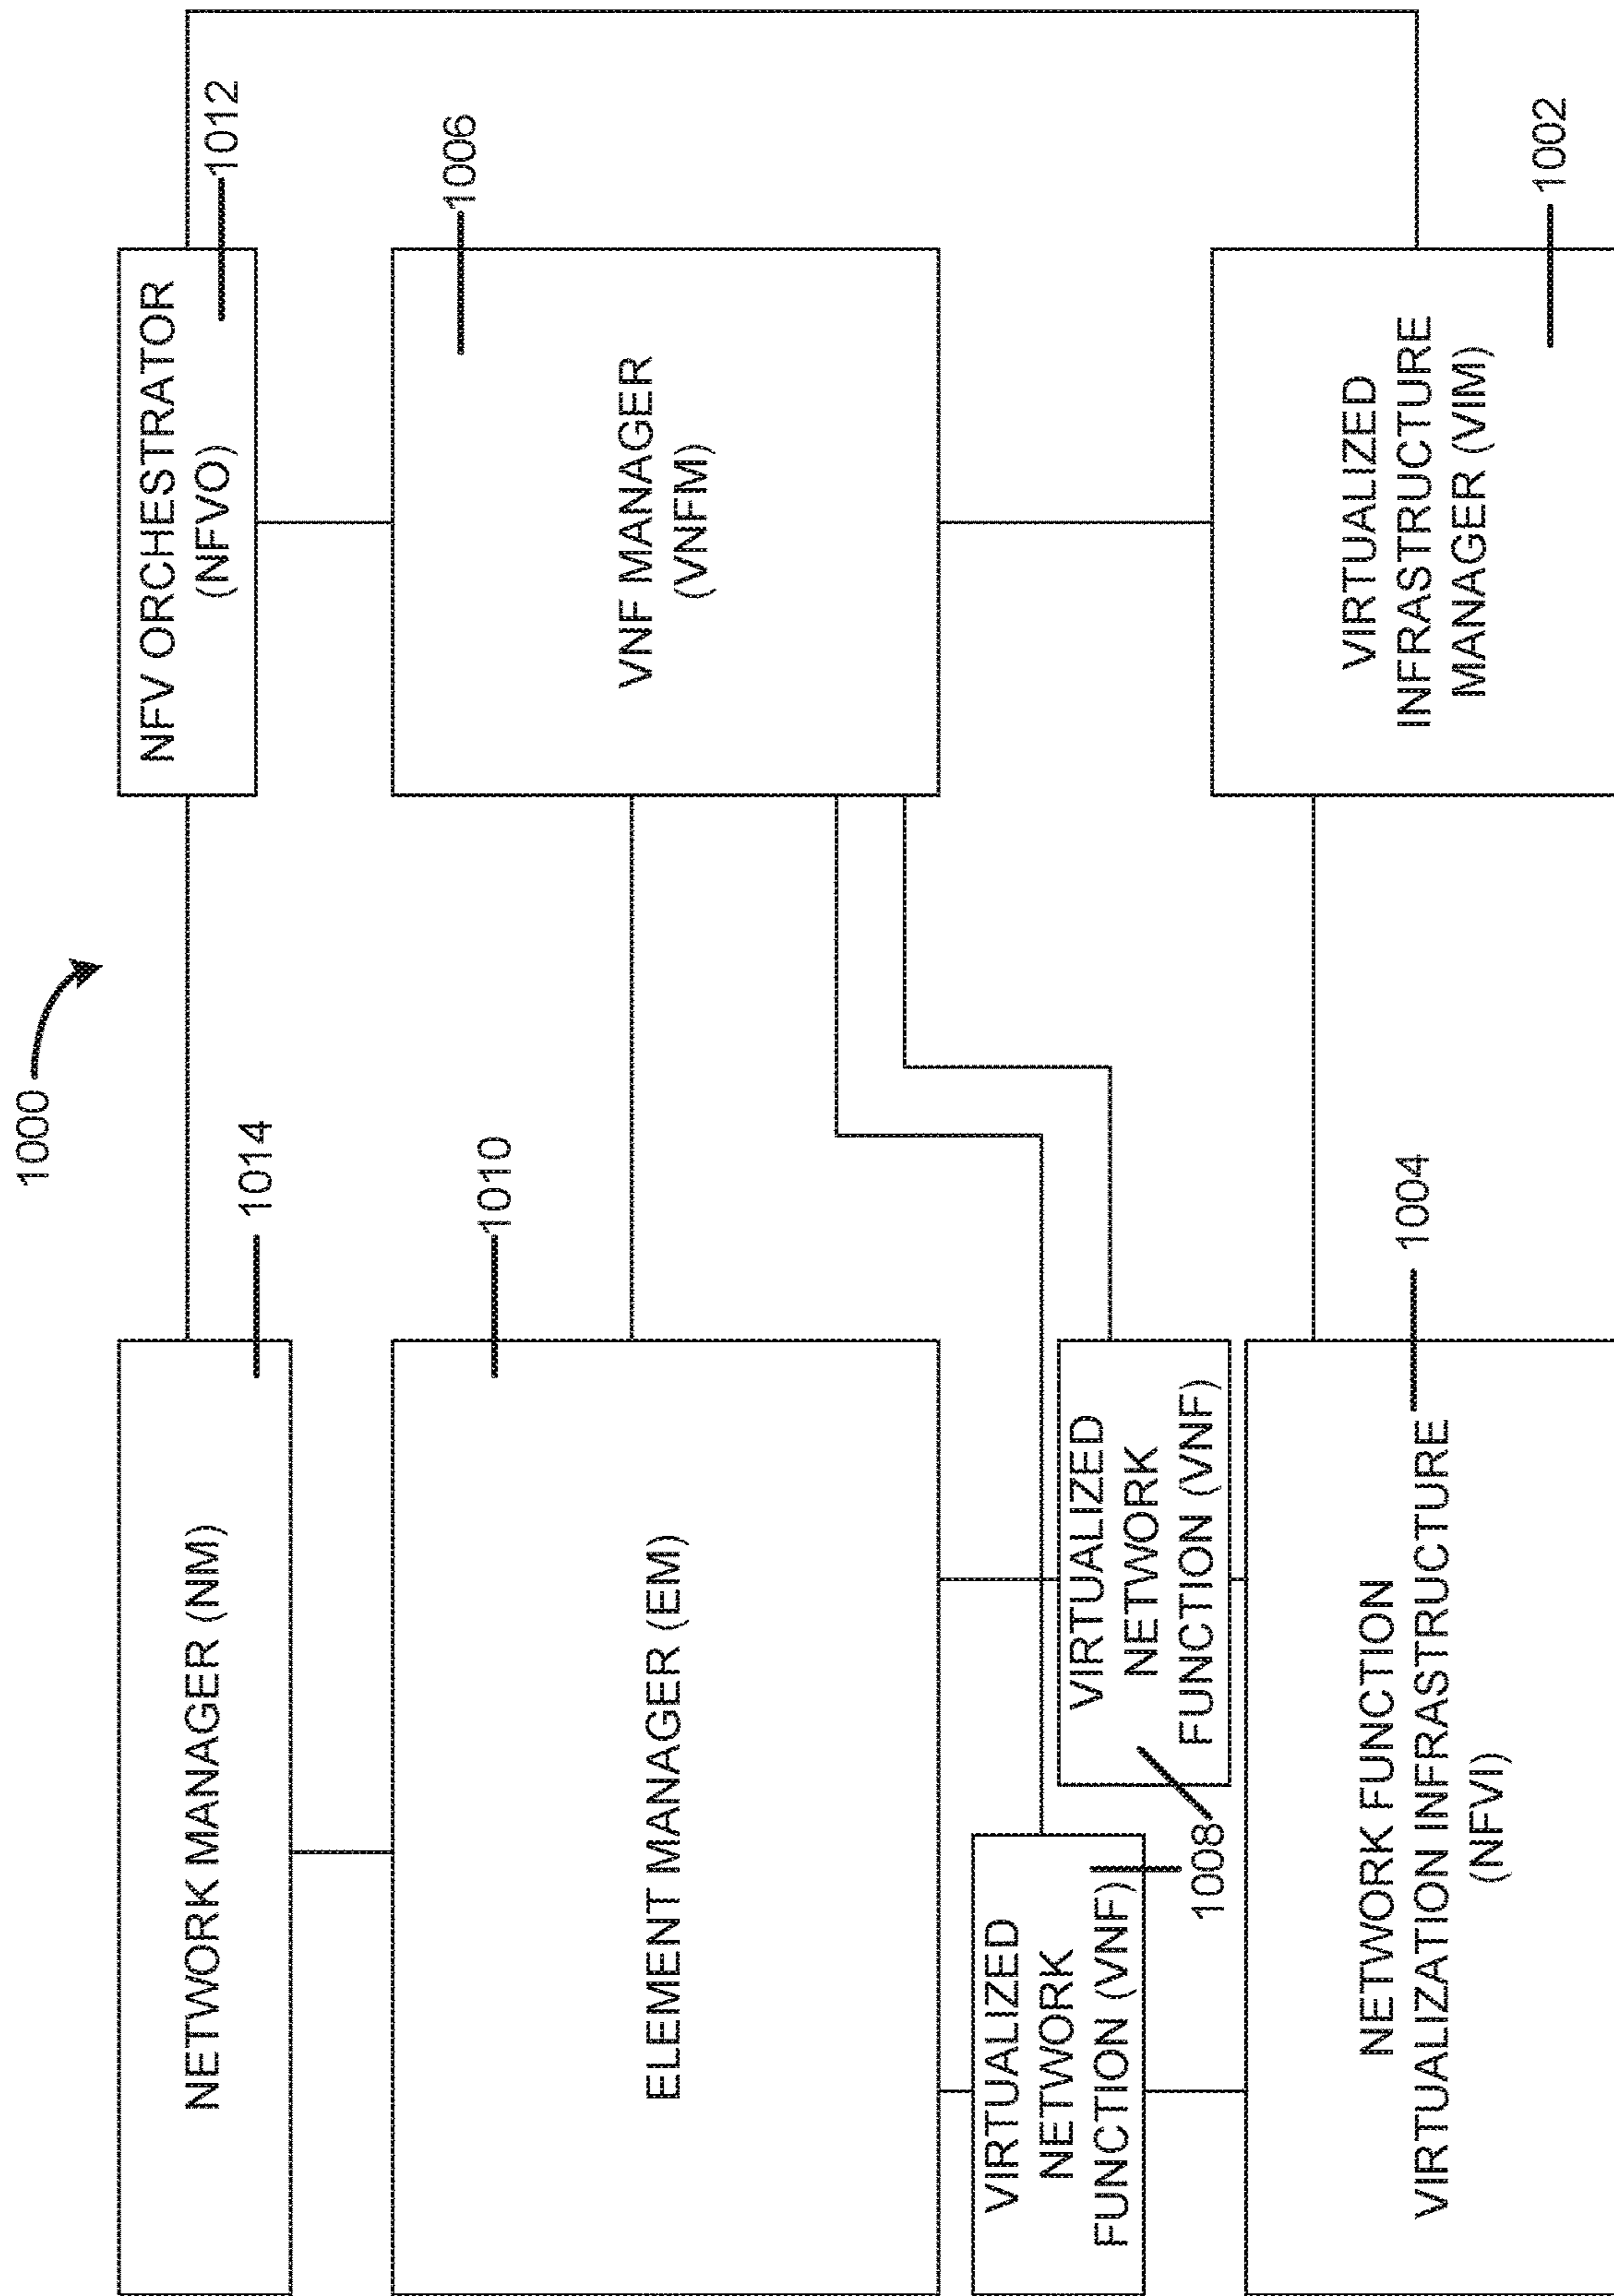 1000
NETWORK MANAGER (NM)
1014
NFV ORCHESTRATOR
(NFVO)
1012
ELEMENT MANAGER (EM)
1010
VNF MANAGER
(VNFM)
1006
VIRTUALIZED
NETWORK
FUNCTION (VNF)
VIRTUALIZED
NETWORK
FUNCTION (VNF)
1008
NETWORK FUNCTION
VIRTUALIZATION INFRASTRUCTURE
(NFVI)
1004
VIRTUALIZED
INFRASTRUCTURE
MANAGER (VIM)
1002